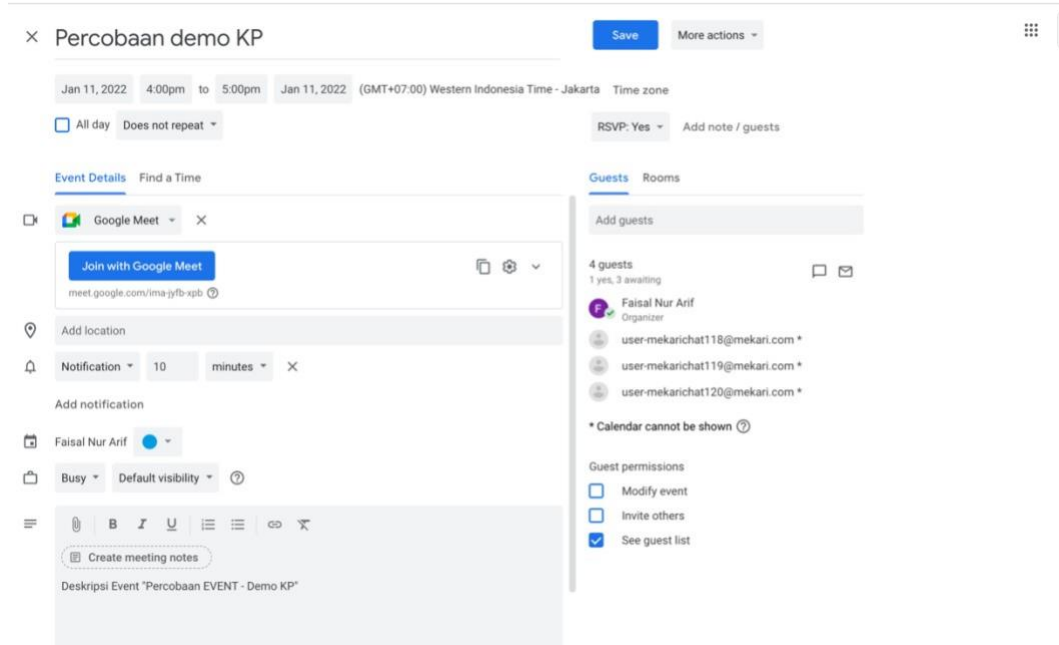 Percobaan demo KP
Save
More actions
Jan 11, 2022 4:00pm to 5:00pm Jan 11, 2022 (GMT+07:00) Western Indonesia Time - Jakarta Time zone
All day Does not repeat
RSVP: Yes Add note / guests
Event Details Find a Time
Google Meet
Join with Google Meet
meet.google.com/ima-jyfb-xpb
Add location
Notification 10 minutes
Add notification
Faisal Nur Arif
Busy Default visibility
Create meeting notes
Deskripsi Event "Percobaan EVENT - Demo KP"
Guests Rooms
Add guests
4 guests
1 yes, 3 awaiting
F Faisal Nur Arif
Organizer
user-mekarichat118@mekari.com *
user-mekarichat119@mekari.com *
user-mekarichat120@mekari.com *
* Calendar cannot be shown
Guest permissions
Modify event
Invite others
See guest list